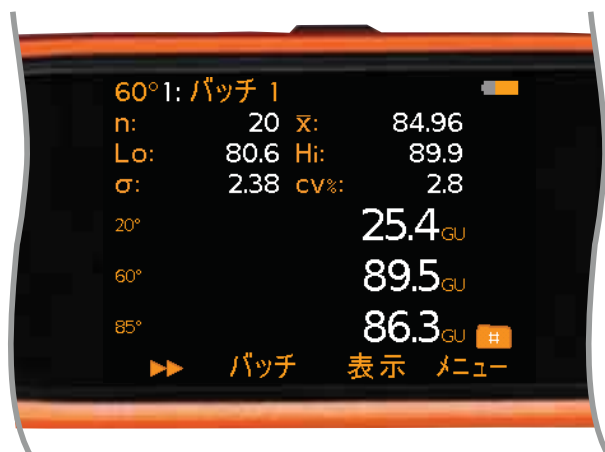 60°1: バッチ 1
n: 20 x̅: 84.96
Lo: 80.6 Hi: 89.9
σ: 2.38 cv%: 2.8
20° 25.4GU
60° 89.5GU
85° 86.3GU #
▶▶ バッチ 表示 メニュー